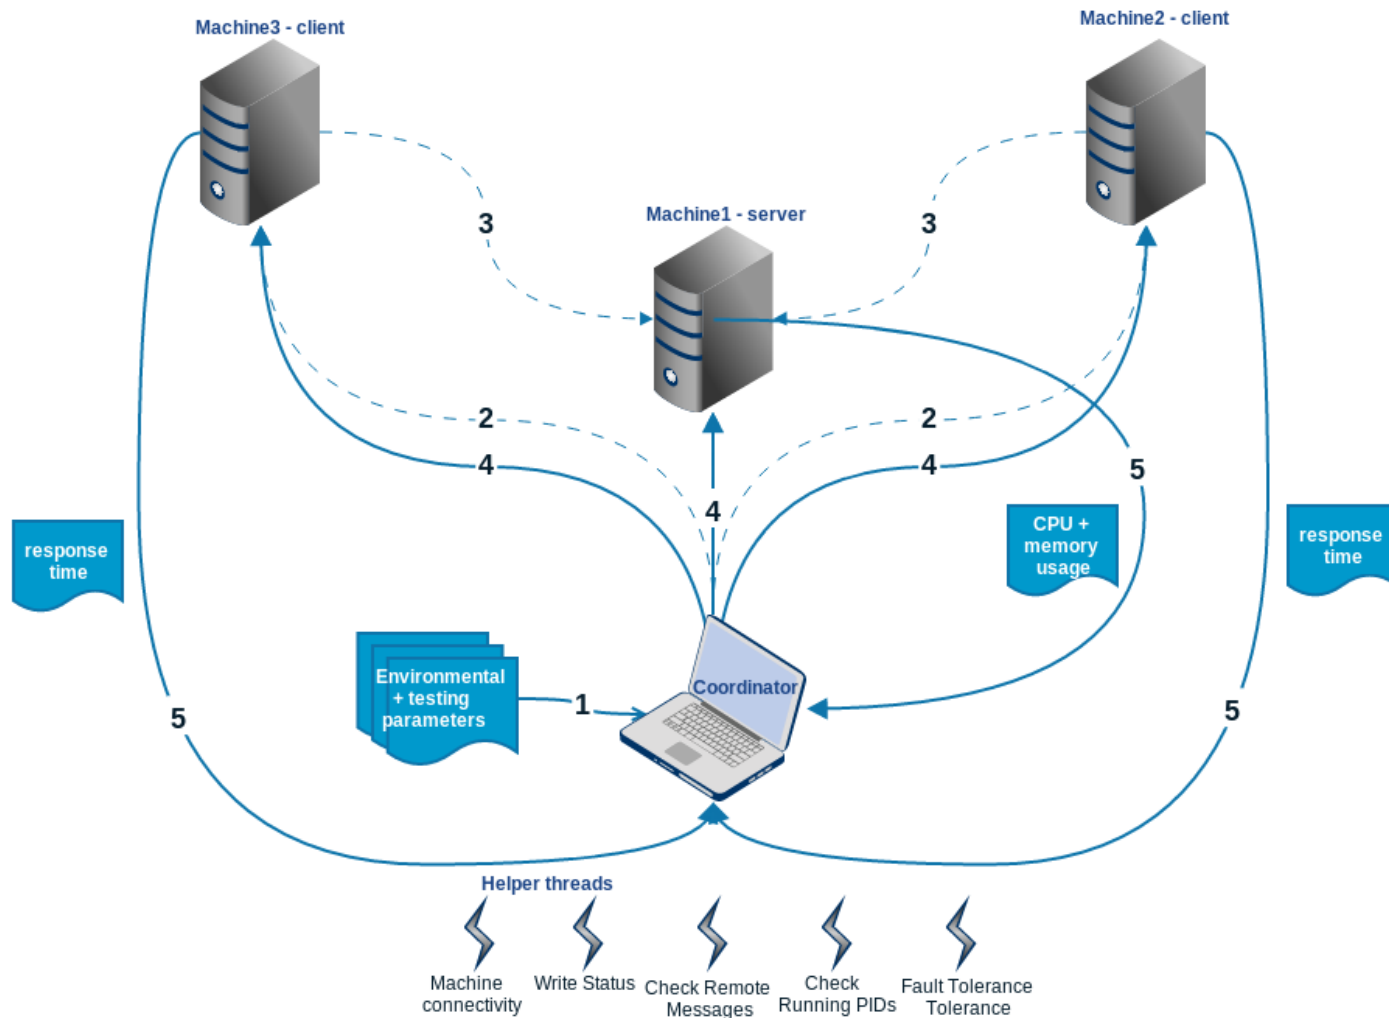 Machine3 - client
Machine2 - client
Machine1 - server
3
3
2
2
4
4
4
5
response
time
CPU +
memory
usage
response
time
Environmental
+ testing
parameters
1
Coordinator
5
5
Helper threads
Machine
connectivity
Write Status
Check Remote
Messages
Check
Running PIDs
Fault Tolerance
Tolerance